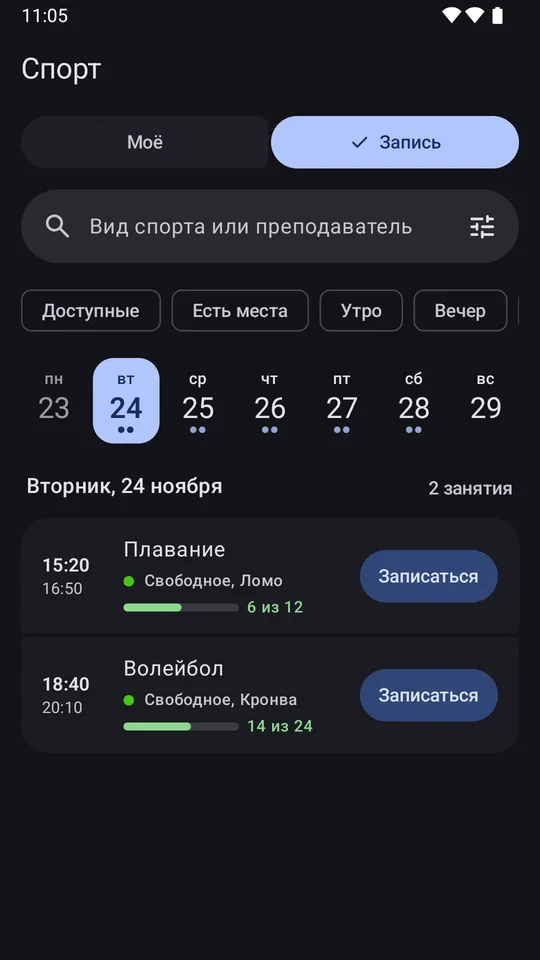 11:05
Спорт
Моё
Запись
Вид спорта или преподаватель
Доступные
Есть места
Утро
Вечер
пн вт ср чт пт сб вс
23 24 25 26 27 28 29
Вторник, 24 ноября
2 занятия
15:20
16:50
Плавание
Свободное, Ломо
6 из 12
Записаться
18:40
20:10
Волейбол
Свободное, Кронва
14 из 24
Записаться